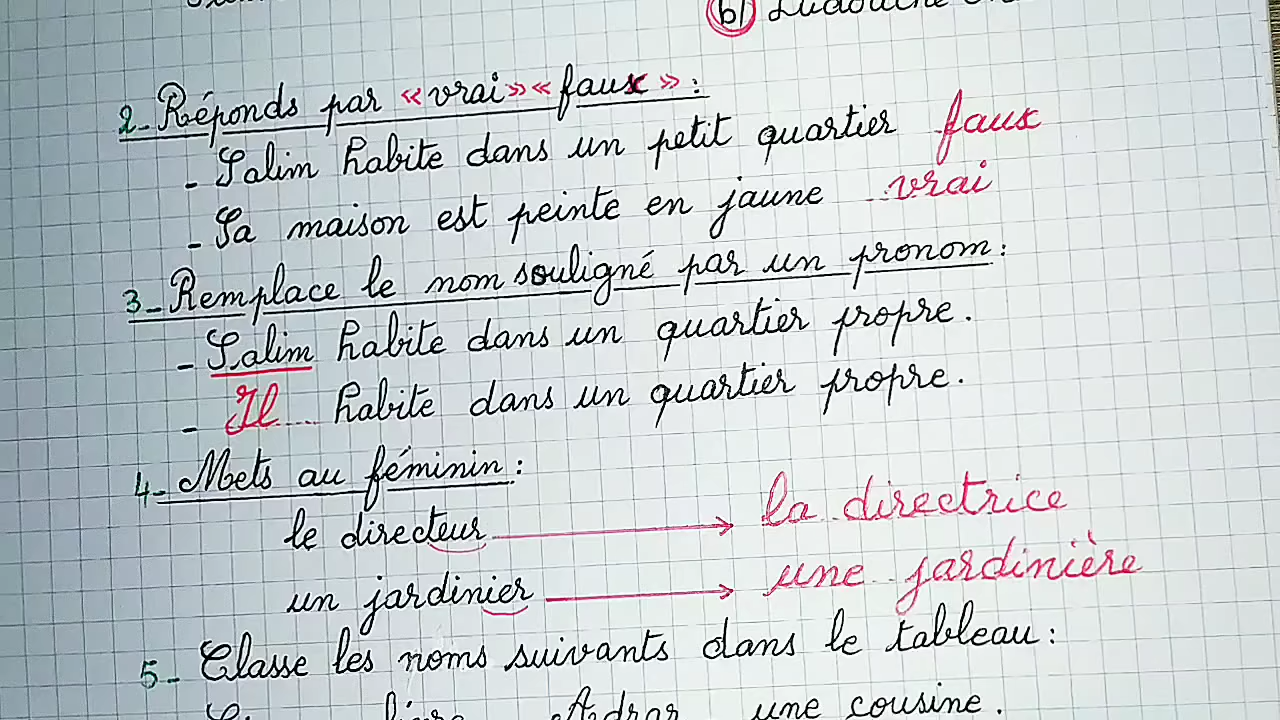 b)
2- Réponds par «vrai» «faux» :
- Salim habite dans un petit quartier faux
- Sa maison est peinte en jaune ..vrai
3- Remplace le nom souligné par un pronom :
- Salim habite dans un quartier propre.
- Il..... habite dans un quartier propre.
4- Mets au féminin :
le directeur → la directrice
un jardinier → une jardinière
5- Classe les noms suivants dans le tableau :
Adrar une cousine.